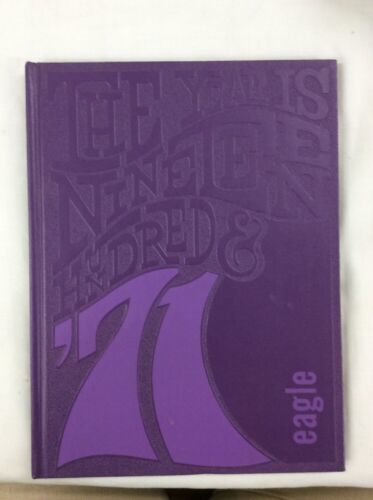 THE YEAR IS
NINETEEN
HUNDRED &
'71
eagle